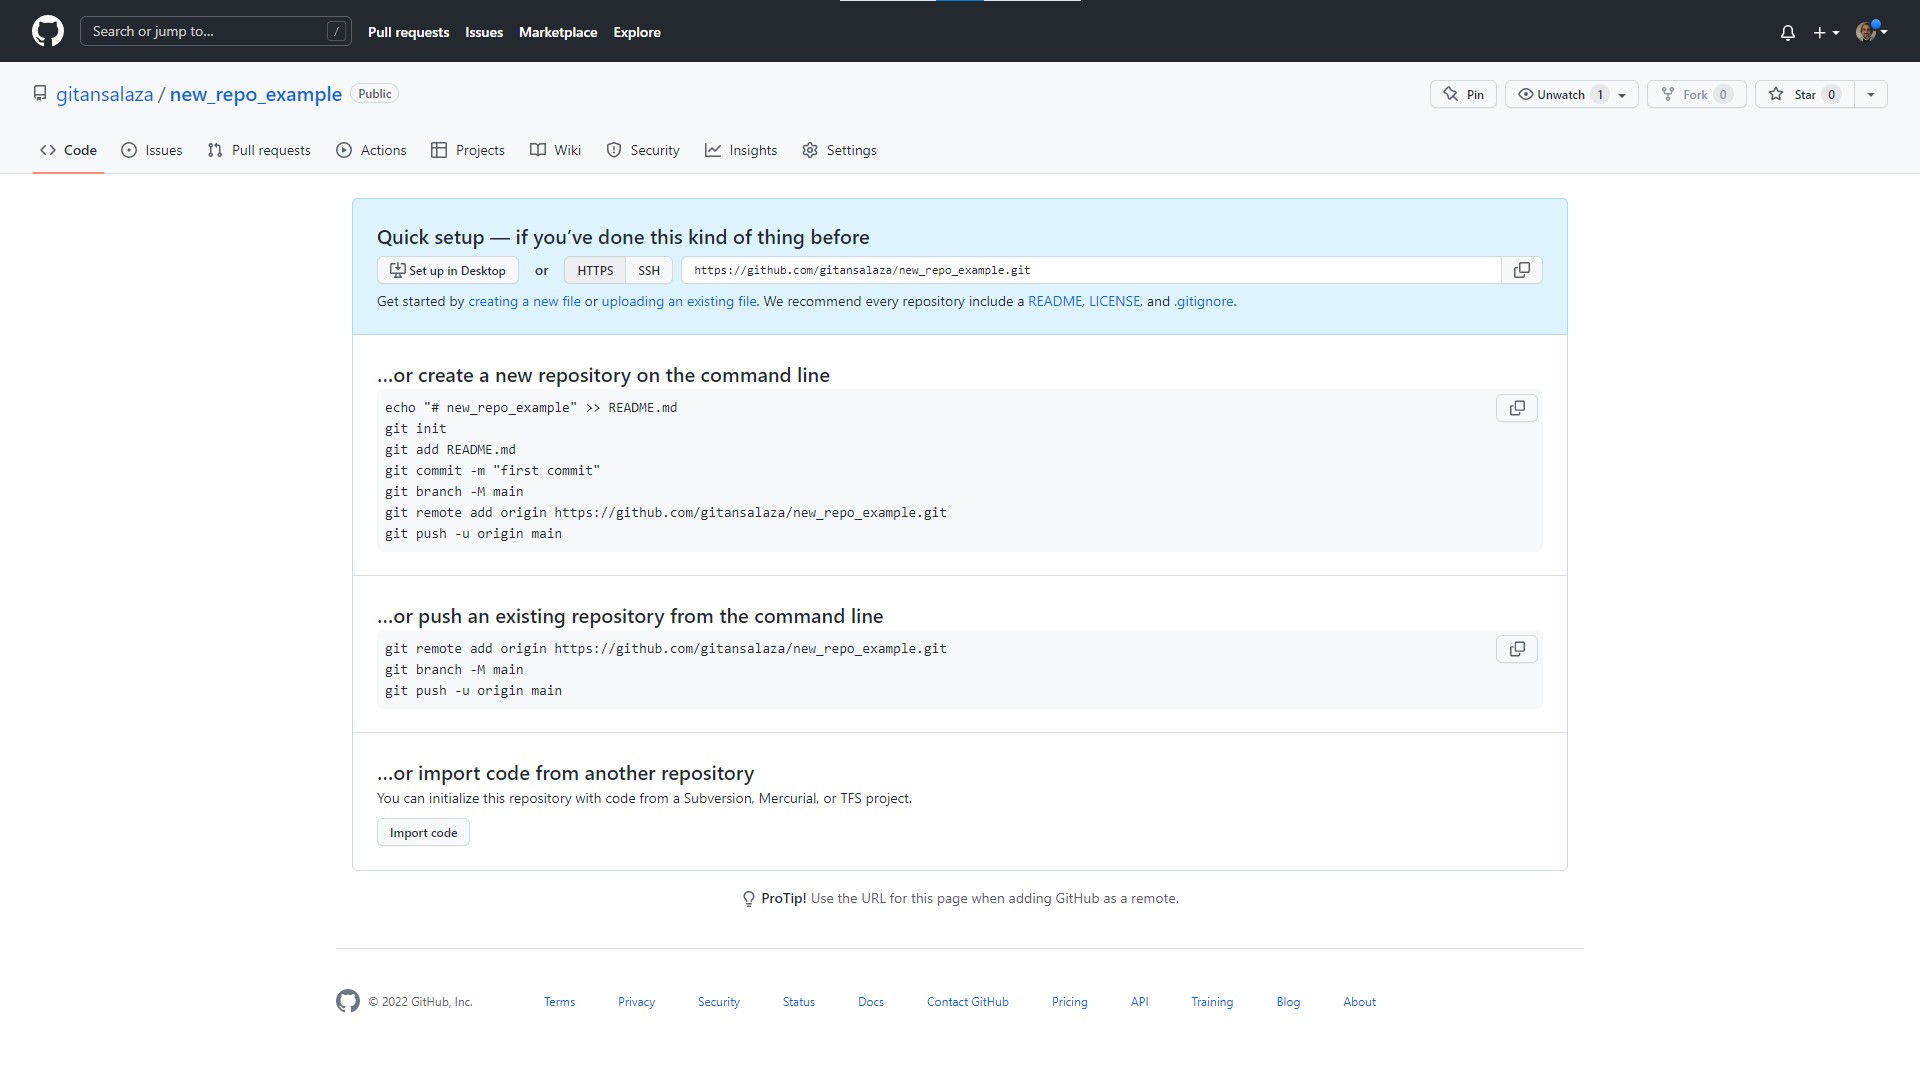 Search or jump to... /
Pull requests Issues Marketplace Explore
gitansalaza / new_repo_example Public
Pin Unwatch 1 Fork 0 Star 0
Code Issues Pull requests Actions Projects Wiki Security Insights Settings
Quick setup — if you’ve done this kind of thing before
Set up in Desktop or HTTPS SSH https://github.com/gitansalaza/new_repo_example.git
Get started by creating a new file or uploading an existing file. We recommend every repository include a README, LICENSE, and .gitignore.
…or create a new repository on the command line
echo "# new_repo_example" >> README.md
git init
git add README.md
git commit -m "first commit"
git branch -M main
git remote add origin https://github.com/gitansalaza/new_repo_example.git
git push -u origin main
…or push an existing repository from the command line
git remote add origin https://github.com/gitansalaza/new_repo_example.git
git branch -M main
git push -u origin main
…or import code from another repository
You can initialize this repository with code from a Subversion, Mercurial, or TFS project.
Import code
ProTip! Use the URL for this page when adding GitHub as a remote.
© 2022 GitHub, Inc. Terms Privacy Security Status Docs Contact GitHub Pricing API Training Blog About